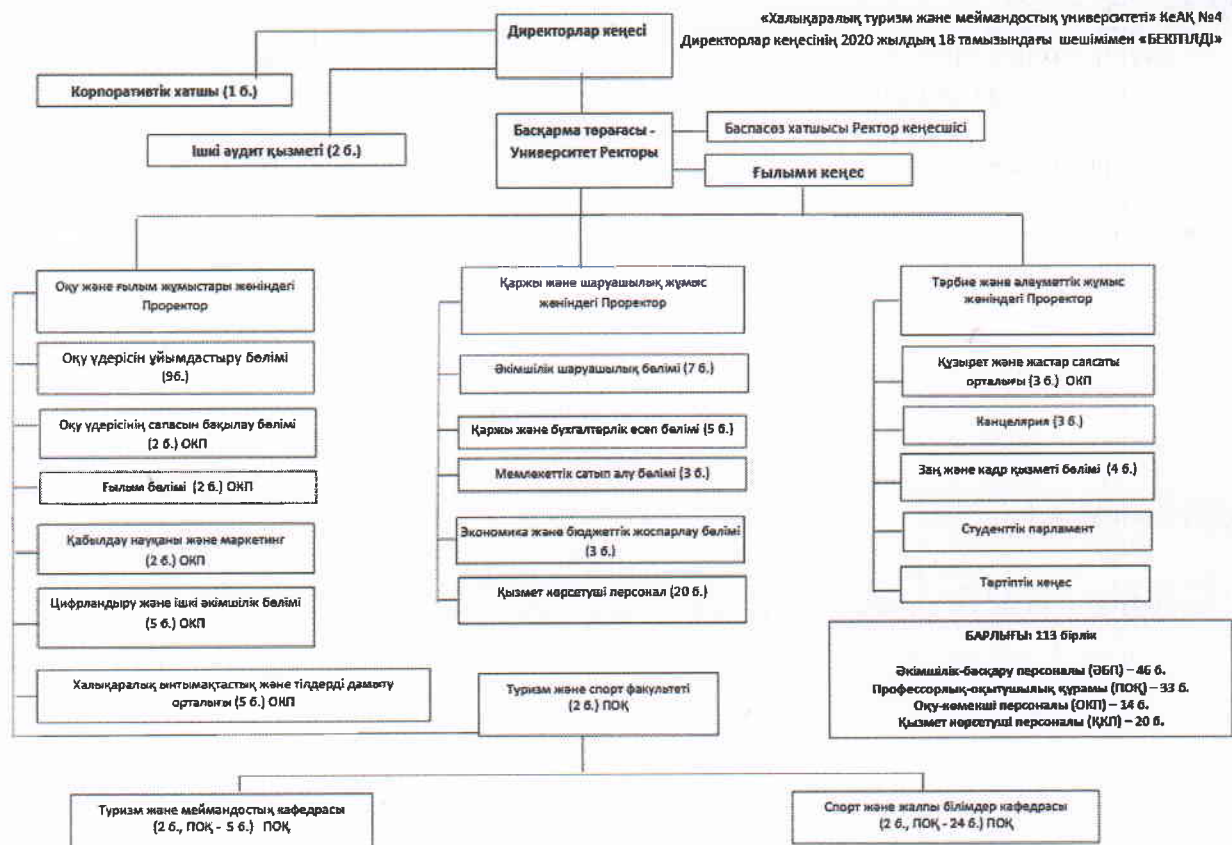 «Халықаралық туризм және меймандостық университеті» КеАҚ №4
Директорлар кеңесінің 2020 жылдың 18 тамызындағы шешімімен «БЕКІТІЛДІ»
Директорлар кеңесі
Корпоративтік хатшы (1 б.)
Ішкі аудит қызметі (2 б.)
Басқарма төрағасы -
Университет Ректоры
Баспасөз хатшысы Ректор кеңесшісі
Ғылыми кеңес
Оқу және ғылым жұмыстары жөніндегі
Проректор
Оқу үдерісін ұйымдастыру бөлімі
(9б.)
Оқу үдерісінің сапасын бақылау бөлімі
(2 б.) ОКП
Ғылым бөлімі (2 б.) ОКП
Қабылдау науқаны және маркетинг
(2 б.) ОКП
Цифрландыру және ішкі әкімшілік бөлімі
(5 б.) ОКП
Халықаралық ынтымақтастық және тілдерді дамыту
орталығы (5 б.) ОКП
Қаржы және шаруашылық жұмыс
жөніндегі Проректор
Әкімшілік шаруашылық бөлімі (7 б.)
Қаржы және бухгалтерлік есеп бөлімі (5 б.)
Мемлекеттік сатып алу бөлімі (3 б.)
Экономика және бюджеттік жоспарлау бөлімі
(3 б.)
Қызмет көрсетуші персонал (20 б.)
Тәрбие және әлеуметтік жұмыс
жөніндегі Проректор
Құзырет және жастар саясаты
орталығы (3 б.) ОКП
Канцелярия (3 б.)
Заң және кадр қызметі бөлімі (4 б.)
Студенттік парламент
Тәртіптік кеңес
БАРЛЫҒЫ: 113 бірлік
Әкімшілік-басқару персоналы (ӘБП) – 46 б.
Профессорлық-оқытушылық құрамы (ПОҚ) – 33 б.
Оқу-көмекші персоналы (ОКП) – 14 б.
Қызмет көрсетуші персоналы (ҚКП) – 20 б.
Туризм және спорт факультеті
(2 б.) ПОҚ
Туризм және меймандостық кафедрасы
(2 б., ПОҚ - 5 б.) ПОҚ
Спорт және жалпы білімдер кафедрасы
(2 б., ПОҚ - 24 б.) ПОҚ